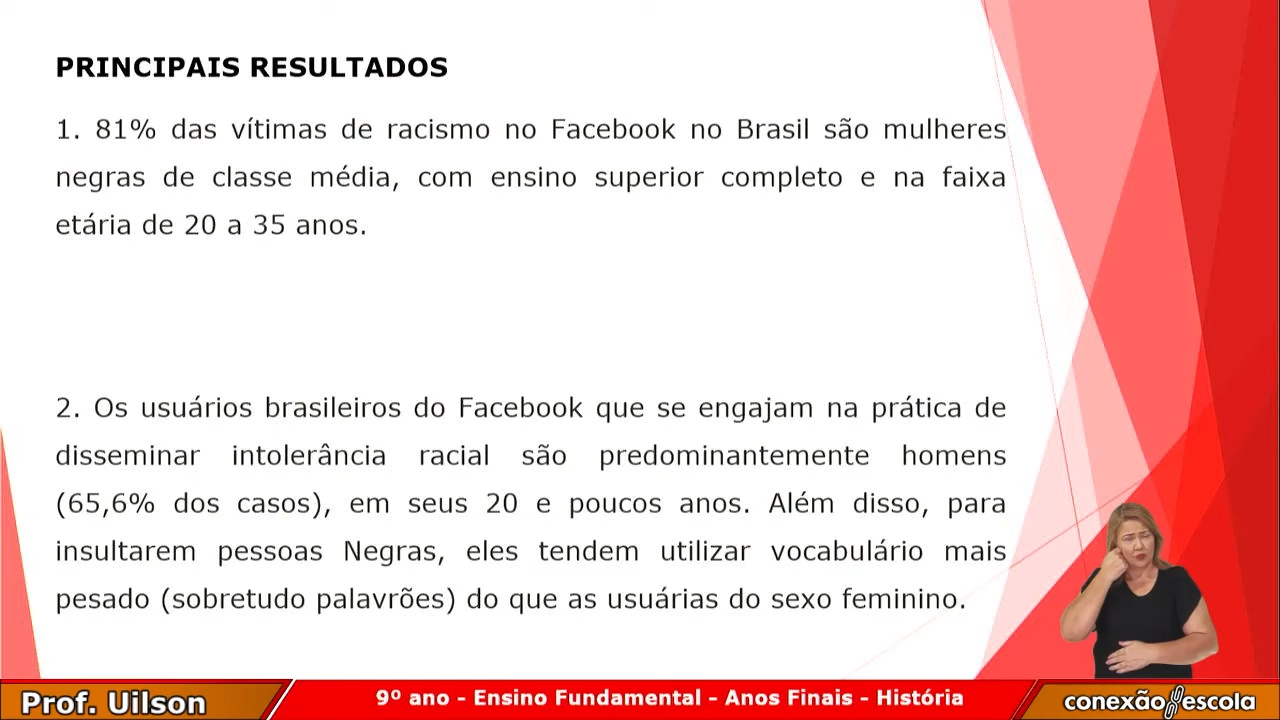 PRINCIPAIS RESULTADOS
1. 81% das vítimas de racismo no Facebook no Brasil são mulheres
negras de classe média, com ensino superior completo e na faixa
etária de 20 a 35 anos.
2. Os usuários brasileiros do Facebook que se engajam na prática de
disseminar intolerância racial são predominantemente homens
(65,6% dos casos), em seus 20 e poucos anos. Além disso, para
insultarem pessoas Negras, eles tendem utilizar vocabulário mais
pesado (sobretudo palavrões) do que as usuárias do sexo feminino.
Prof. Uilson
9º ano – Ensino Fundamental – Anos Finais – História
conexão escola